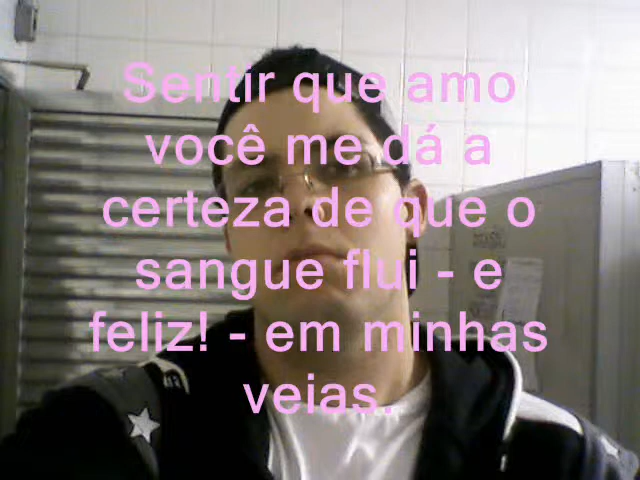 Sentir que amo
você me dá a
certeza de que o
sangue flui - e
feliz! - em minhas
veias.